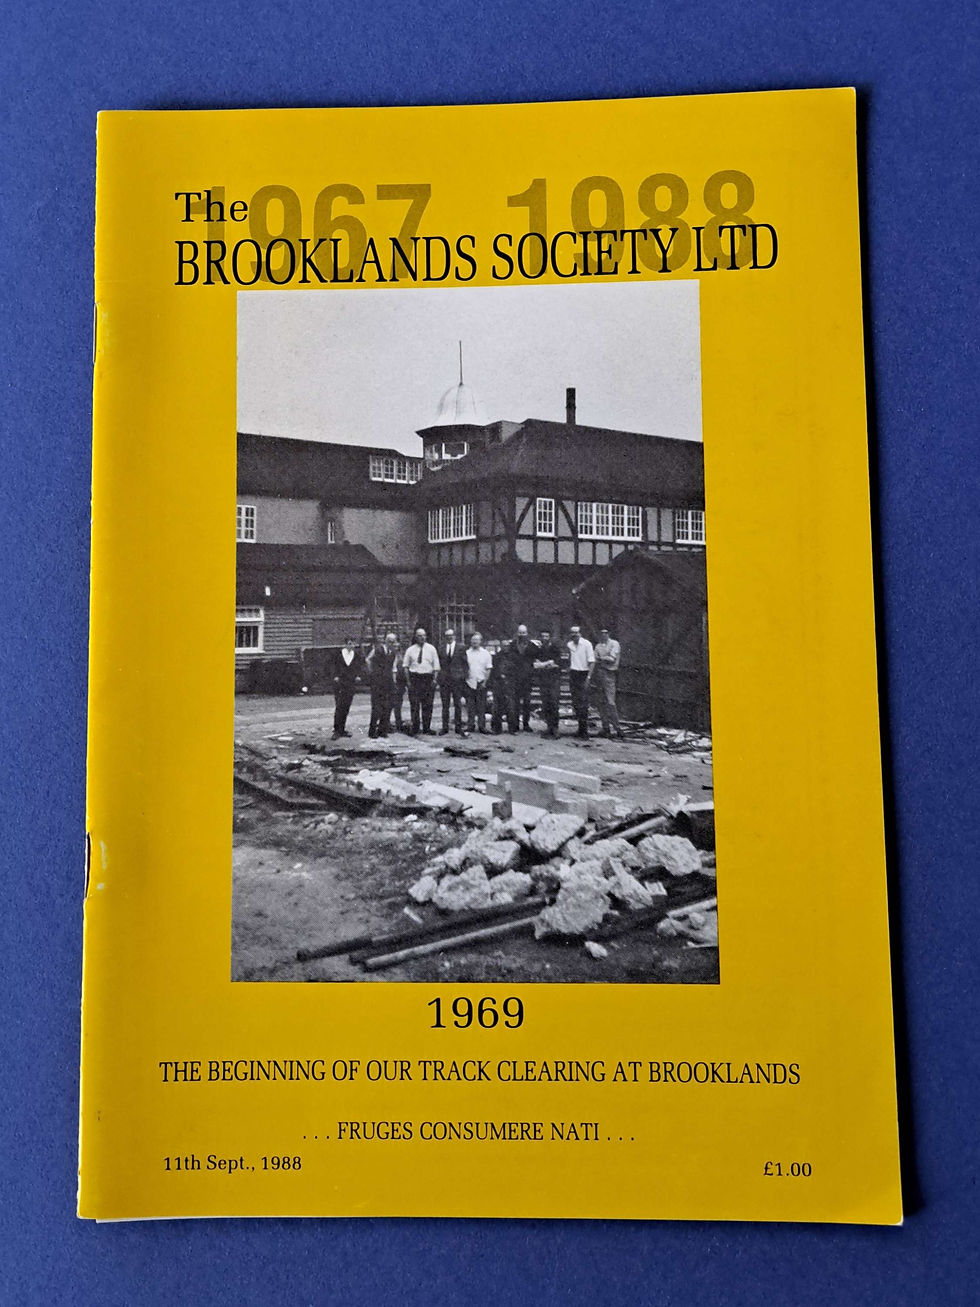 1967 1988
The
BROOKLANDS SOCIETY LTD
1969
THE BEGINNING OF OUR TRACK CLEARING AT BROOKLANDS
. . . FRUGES CONSUMERE NATI . . .
11th Sept., 1988 £1.00